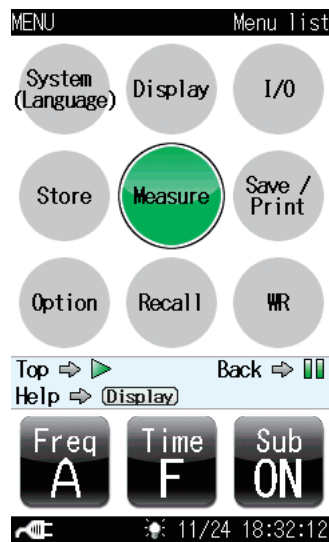 MENU Menu list
System (Language)
Display
I/O
Store
Measure
Save / Print
Option
Recall
WR
Top ⇨ Back ⇨
Help ⇨ Display
Freq A
Time F
Sub ON
11/24 18:32:12